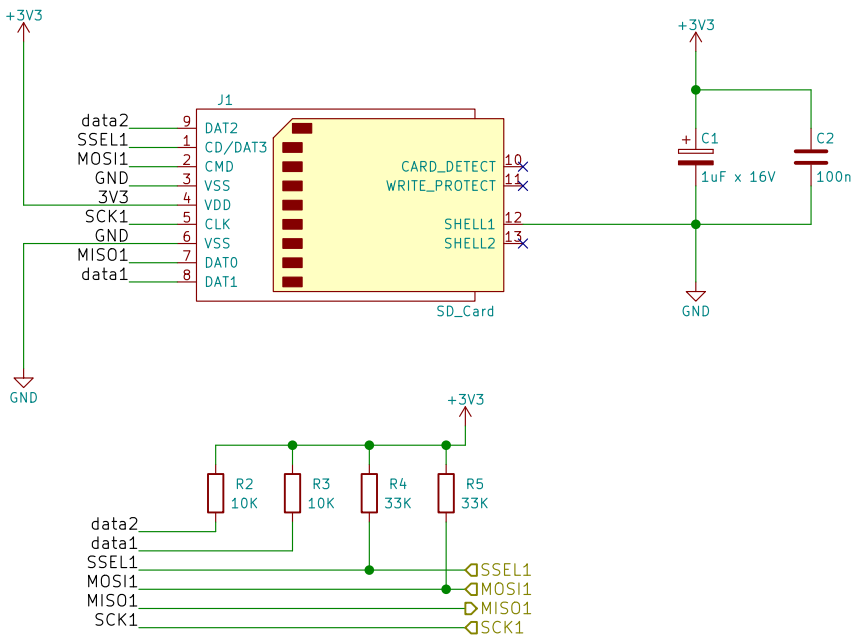 +3V3
+3V3
J1
data2 9 DAT2
SSEL1 1 CD/DAT3
MOSI1 2 CMD
GND 3 VSS
3V3 4 VDD
SCK1 5 CLK
GND 6 VSS
MISO1 7 DAT0
data1 8 DAT1
CARD_DETECT 10
WRITE_PROTECT 11
SHELL1 12
SHELL2 13
SD_Card
+ C1
1uF x 16V
C2
100n
GND
GND
+3V3
R2
10K
R3
10K
R4
33K
R5
33K
data2
data1
SSEL1 SSEL1
MOSI1 MOSI1
MISO1 MISO1
SCK1 SCK1